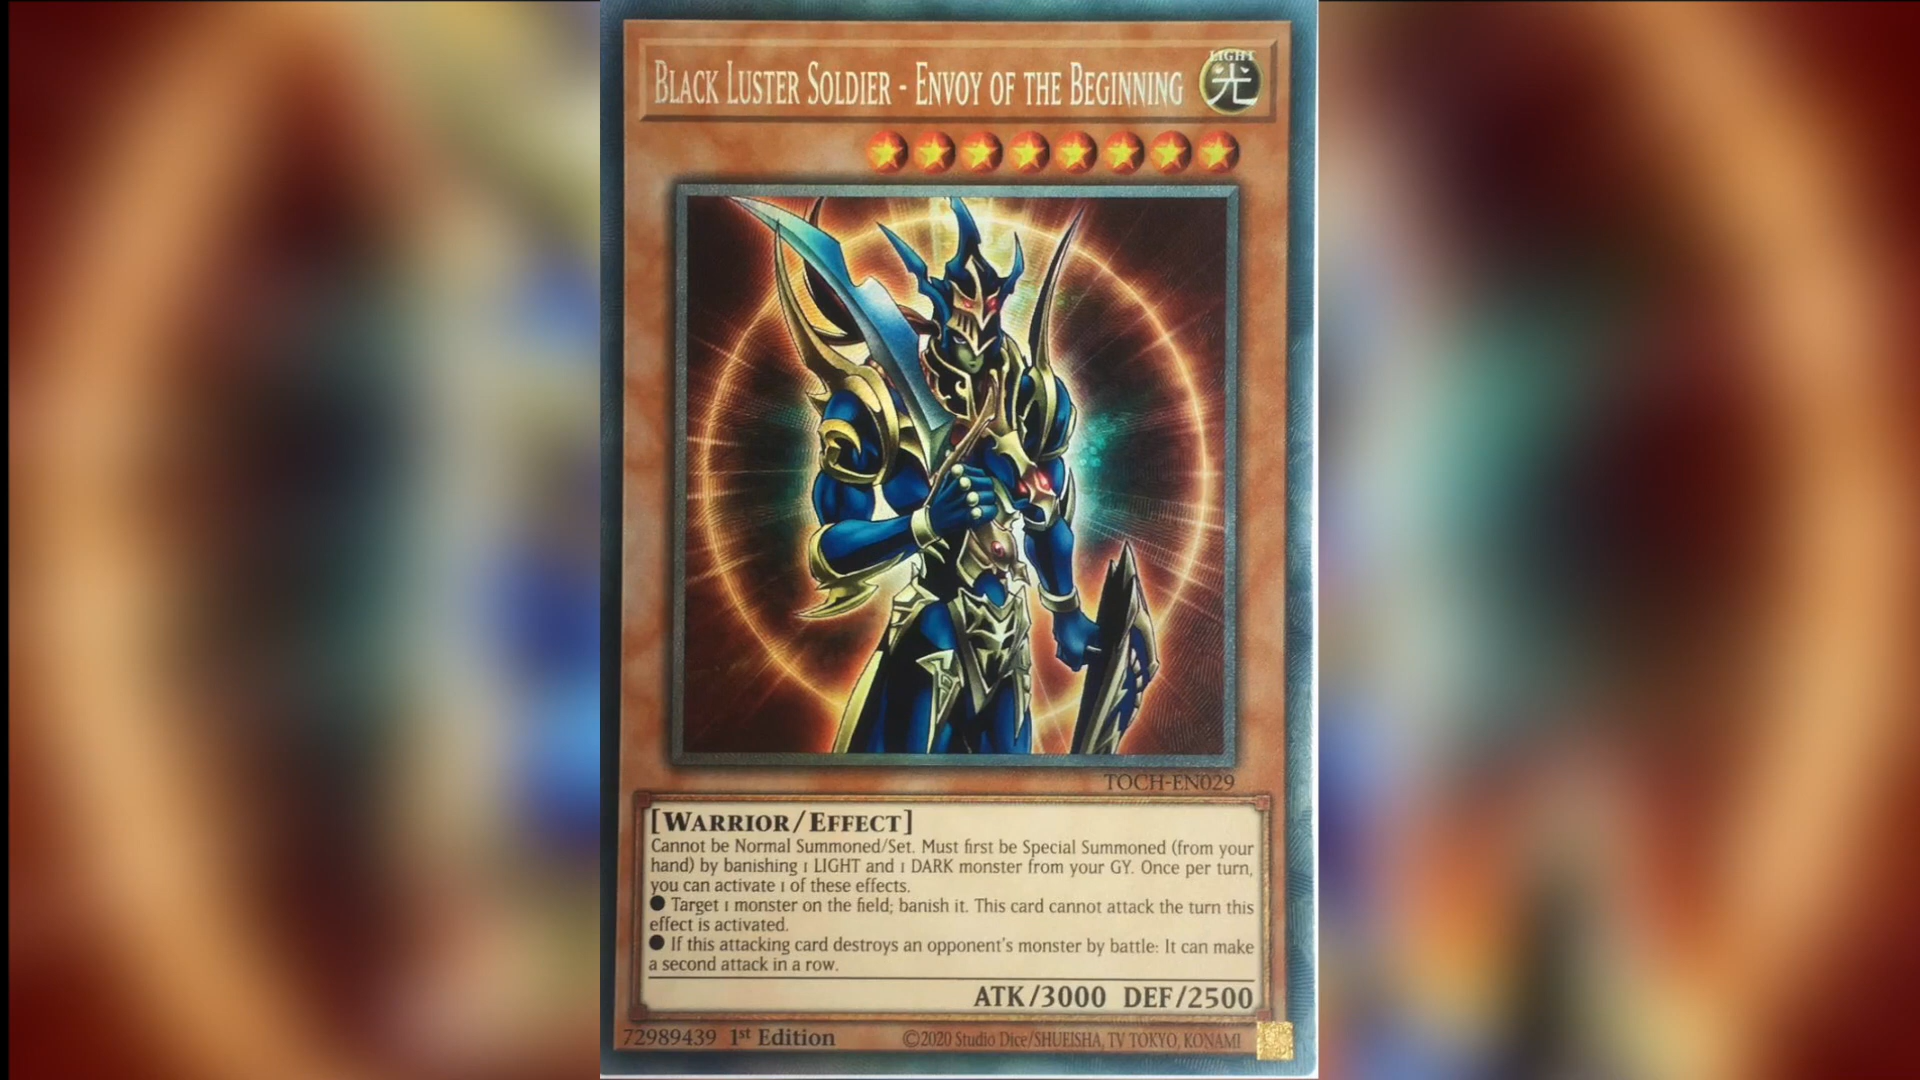 BLACK LUSTER SOLDIER - ENVOY OF THE BEGINNING
LIGHT
光
TOCH-EN029
[WARRIOR/EFFECT]
Cannot be Normal Summoned/Set. Must first be Special Summoned (from your
hand) by banishing 1 LIGHT and 1 DARK monster from your GY. Once per turn,
you can activate 1 of these effects.
● Target 1 monster on the field; banish it. This card cannot attack the turn this
effect is activated.
● If this attacking card destroys an opponent's monster by battle: It can make
a second attack in a row.
ATK/3000 DEF/2500
72989439 1st Edition
©2020 Studio Dice/SHUEISHA, TV TOKYO, KONAMI